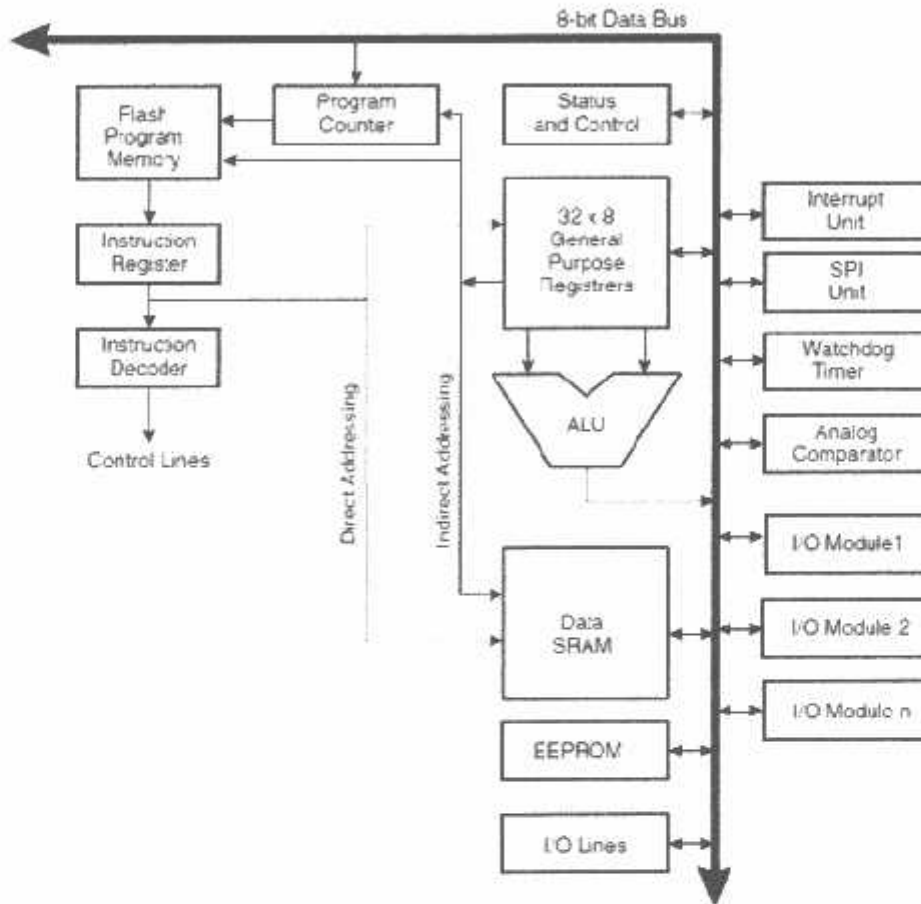 8-bit Data Bus
Flash
Program
Memory
Program
Counter
Status
and Control
Instruction
Register
32 x 8
General
Purpose
Registrers
Interrupt
Unit
SPI
Unit
Instruction
Decoder
Watchdog
Timer
ALU
Analog
Comparator
Control Lines
Direct Addressing
Indirect Addressing
I/O Module1
Data
SRAM
I/O Module 2
I/O Module n
EEPROM
I/O Lines